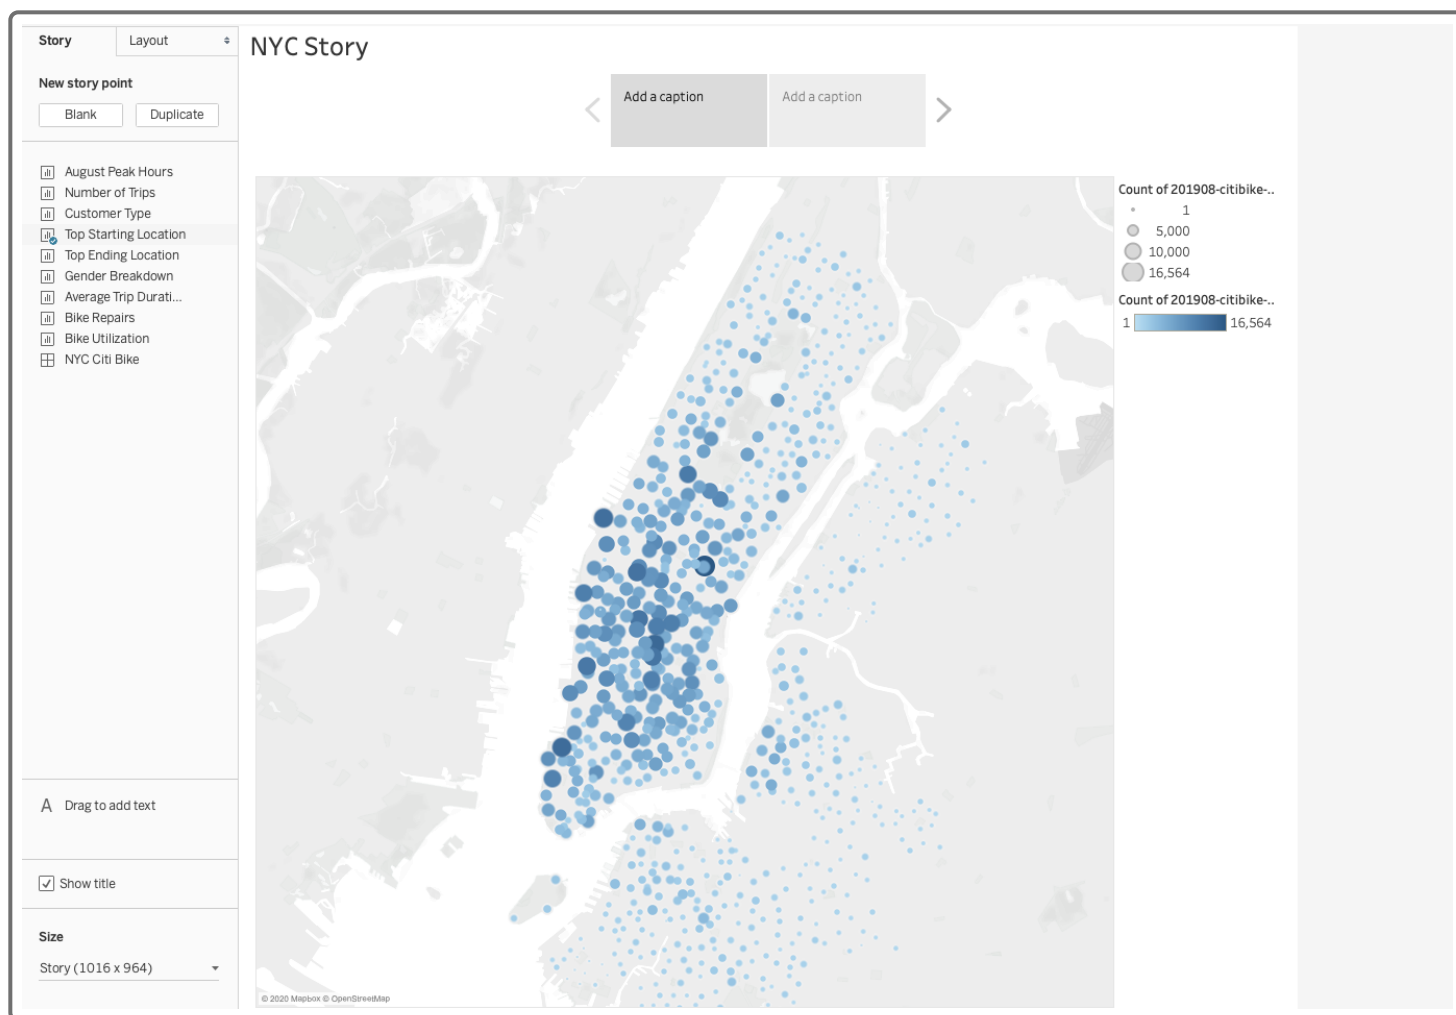 Story
Layout
New story point
Blank
Duplicate
August Peak Hours
Number of Trips
Customer Type
Top Starting Location
Top Ending Location
Gender Breakdown
Average Trip Durati...
Bike Repairs
Bike Utilization
NYC Citi Bike
A Drag to add text
Show title
Size
Story (1016 x 964)
NYC Story
Add a caption
Add a caption
Count of 201908-citibike-..
1
5,000
10,000
16,564
Count of 201908-citibike-..
1 16,564
© 2020 Mapbox © OpenStreetMap